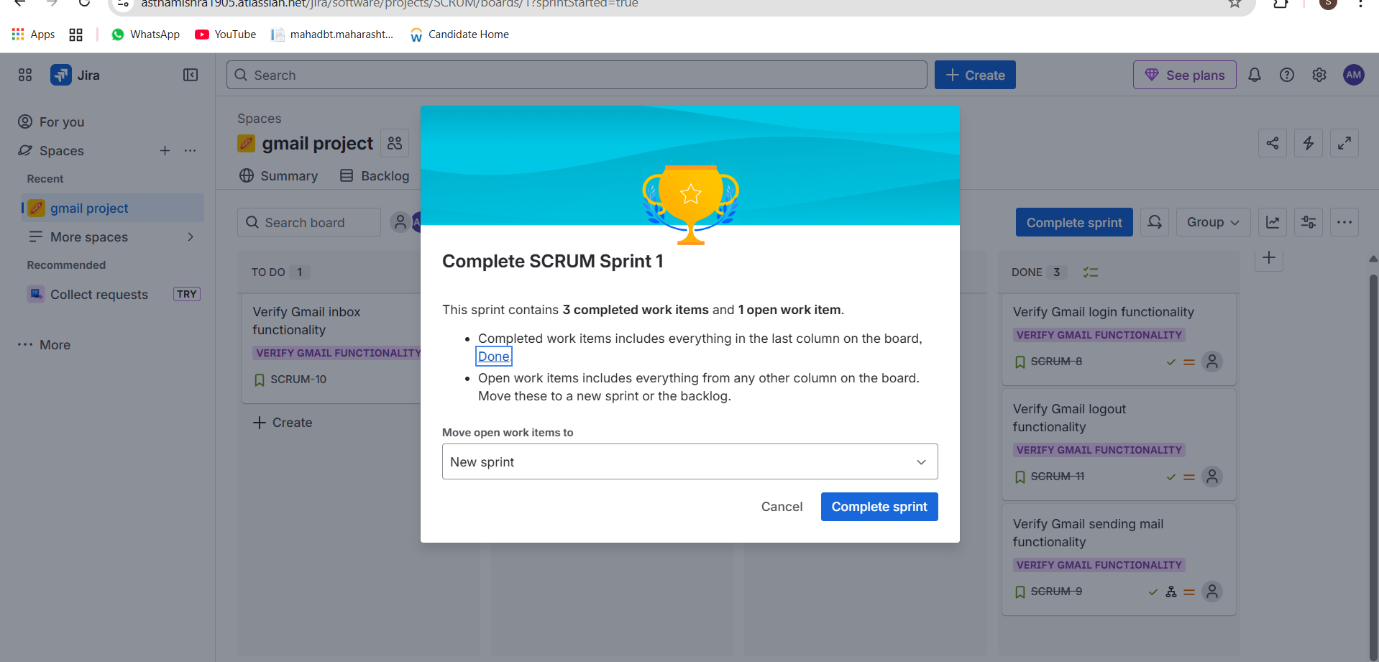 asthamishra1905.atlassian.net/jira/software/projects/SCRUM/boards/1?sprintStarted=true
S
Apps
WhatsApp
YouTube
mahadbt.maharasht...
Candidate Home
Jira
Search
+ Create
See plans
AM
For you
Spaces
Recent
gmail project
More spaces
Recommended
Collect requests
TRY
More
Spaces
gmail project
Summary
Backlog
Search board
Complete sprint
Group
TO DO 1
Verify Gmail inbox
functionality
VERIFY GMAIL FUNCTIONALITY
SCRUM-10
+ Create
Complete SCRUM Sprint 1
This sprint contains 3 completed work items and 1 open work item.
• Completed work items includes everything in the last column on the board,
Done.
• Open work items includes everything from any other column on the board.
Move these to a new sprint or the backlog.
Move open work items to
New sprint
Cancel
Complete sprint
DONE 3
Verify Gmail login functionality
VERIFY GMAIL FUNCTIONALITY
SCRUM-8
Verify Gmail logout
functionality
VERIFY GMAIL FUNCTIONALITY
SCRUM-11
Verify Gmail sending mail
functionality
VERIFY GMAIL FUNCTIONALITY
SCRUM-9